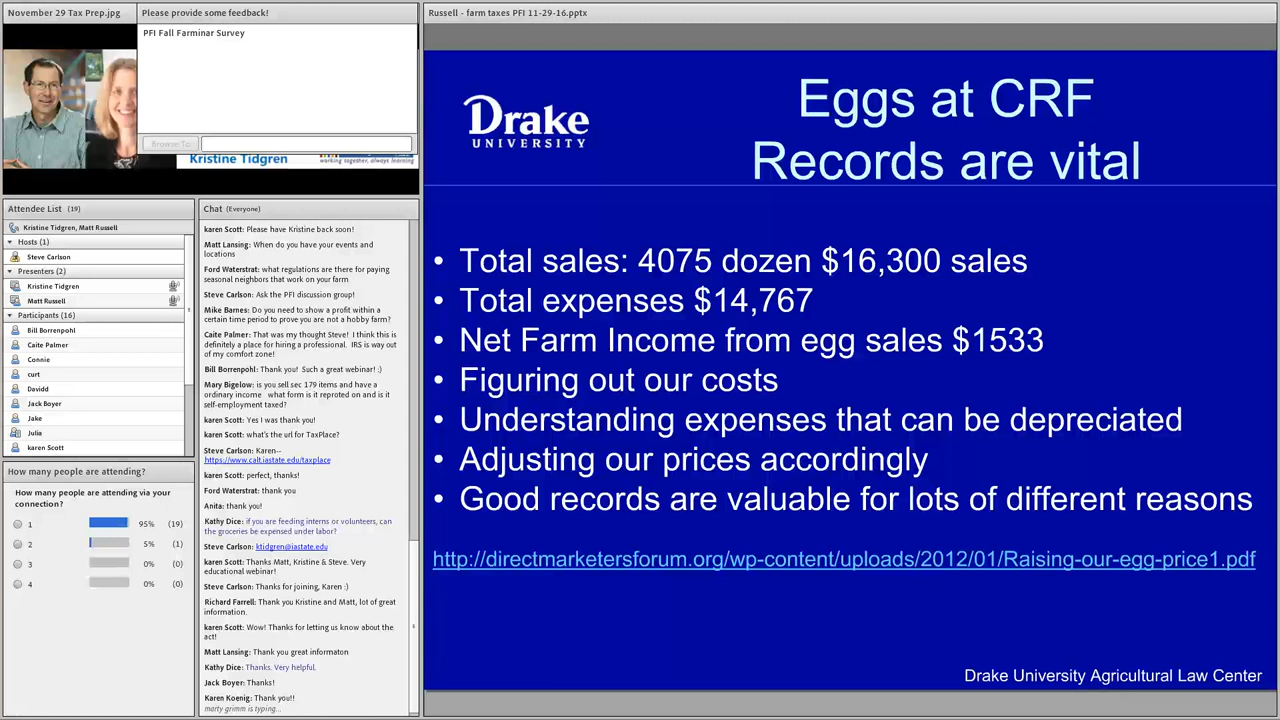 November 29 Tax Prep.jpg
Kristine Tidgren
working together, always learning
Please provide some feedback!
PFI Fall Farminar Survey
Browse To
Attendee List (19)
Kristine Tidgren, Matt Russell
Hosts (1)
Steve Carlson
Presenters (2)
Kristine Tidgren
Matt Russell
Participants (16)
Bill Borrenpohl
Caite Palmer
Connie
curt
Davidd
Jack Boyer
Jake
Julia
karen Scott
How many people are attending?
How many people are attending via your
connection?
1 95% (19)
2 5% (1)
3 0% (0)
4 0% (0)
Chat (Everyone)
karen Scott: Please have Kristine back soon!
Matt Lansing: When do you have your events and
locations
Ford Waterstrat: what regulations are there for paying
seasonal neighbors that work on your farm
Steve Carlson: Ask the PFI discussion group!
Mike Barnes: Do you need to show a profit within a
certain time period to prove you are not a hobby farm?
Caite Palmer: That was my thought Steve! I think this is
definitely a place for hiring a professional. IRS is way out
of my comfort zone!
Bill Borrenpohl: Thank you! Such a great webinar! :)
Mary Bigelow: is you sell sec 179 items and have a
ordinary income what form is it reproted on and is it
self-employment taxed?
karen Scott: Yes I was thank you!
karen Scott: what's the url for TaxPlace?
Steve Carlson: Karen--
https://www.calt.iastate.edu/taxplace
karen Scott: perfect, thanks!
Ford Waterstrat: thank you
Anita: thank you!
Kathy Dice: if you are feeding interns or volunteers, can
the groceries be expensed under labor?
Steve Carlson: ktidgren@iastate.edu
karen Scott: Thanks Matt, Kristine & Steve. Very
educational webinar!
Steve Carlson: Thanks for joining, Karen :)
Richard Farrell: Thank you Kristine and Matt, lot of great
information.
karen Scott: Wow! Thanks for letting us know about the
act!
Matt Lansing: Thank you great informaton
Kathy Dice: Thanks. Very helpful.
Jack Boyer: Thanks!
Karen Koenig: Thank you!!
marty grimm is typing...
Russell - farm taxes PFI 11-29-16.pptx
Drake
UNIVERSITY
Eggs at CRF
Records are vital
• Total sales: 4075 dozen $16,300 sales
• Total expenses $14,767
• Net Farm Income from egg sales $1533
• Figuring out our costs
• Understanding expenses that can be depreciated
• Adjusting our prices accordingly
• Good records are valuable for lots of different reasons
http://directmarketersforum.org/wp-content/uploads/2012/01/Raising-our-egg-price1.pdf
Drake University Agricultural Law Center